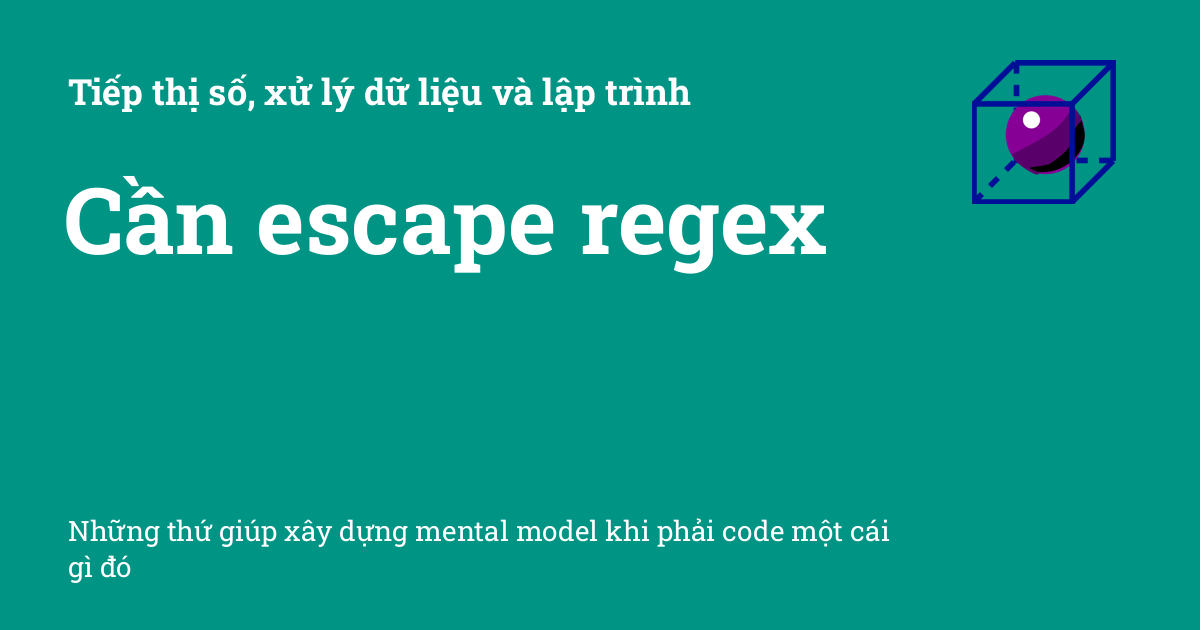 Tiếp thị số, xử lý dữ liệu và lập trình
Cần escape regex
Những thứ giúp xây dựng mental model khi phải code một cái
gì đó